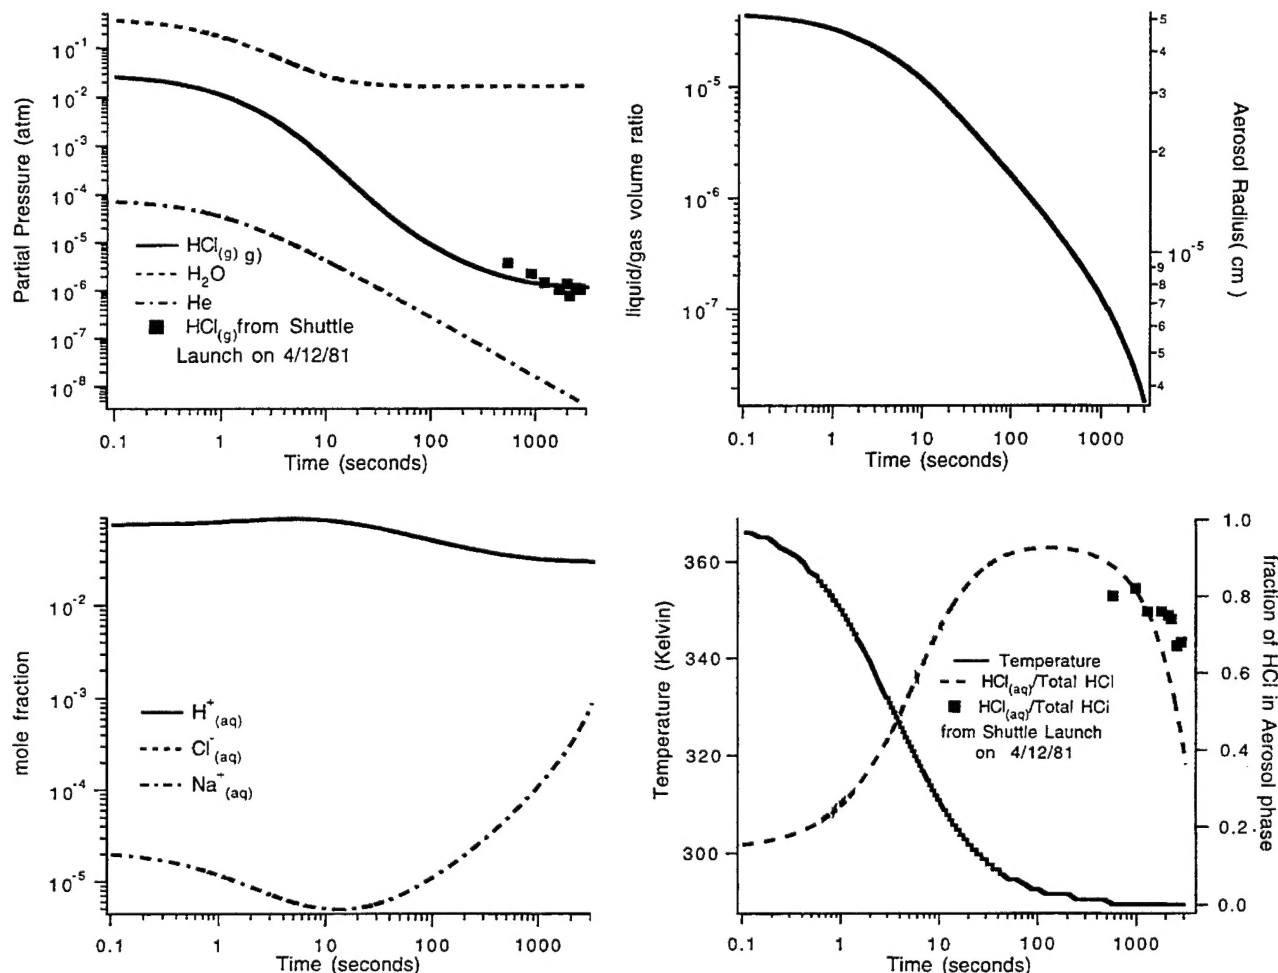 10⁻¹
10⁻²
10⁻³
10⁻⁴
10⁻⁵
10⁻⁶
10⁻⁷
10⁻⁸
Partial Pressure (atm)
HCl(g) g)
H₂O
He
HCl(g) from Shuttle
Launch on 4/12/81
0.1 1 10 100 1000
Time (seconds)
10⁻⁵
10⁻⁶
10⁻⁷
liquid/gas volume ratio
5
4
3
2
10⁻⁵
9
8
7
6
5
4
Aerosol Radius( cm )
0.1 1 10 100 1000
Time (seconds)
10⁻²
10⁻³
10⁻⁴
10⁻⁵
mole fraction
H⁺(aq)
Cl⁻(aq)
Na⁺(aq)
0.1 1 10 100 1000
Time (seconds)
360
340
320
300
Temperature (Kelvin)
Temperature
HCl(aq)/Total HCl
HCl(aq)/Total HCl
from Shuttle Launch
on 4/12/81
1.0
0.8
0.6
0.4
0.2
0.0
fraction of HCl in Aerosol phase
0.1 1 10 100 1000
Time (seconds)